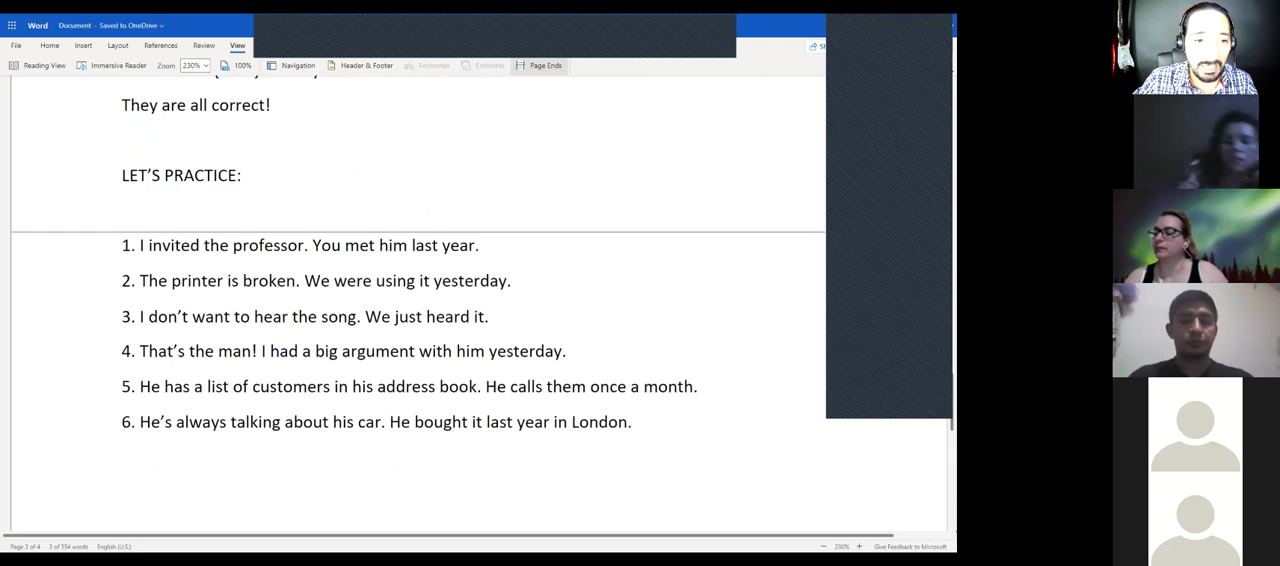 Word Document - Saved to OneDrive
File Home Insert Layout References Review View
Reading View Immersive Reader Zoom 230% 100% Navigation Header & Footer Footnotes Endnotes Page Ends
They are all correct!
LET’S PRACTICE:
1. I invited the professor. You met him last year.
2. The printer is broken. We were using it yesterday.
3. I don’t want to hear the song. We just heard it.
4. That’s the man! I had a big argument with him yesterday.
5. He has a list of customers in his address book. He calls them once a month.
6. He’s always talking about his car. He bought it last year in London.
Page 3 of 4 3 of 554 words English (U.S.) − 230% + Give Feedback to Microsoft